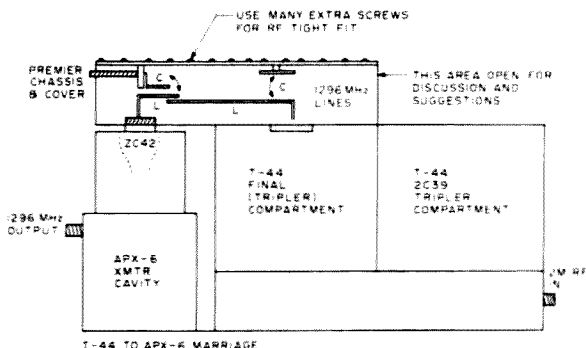 USE MANY EXTRA SCREWS
FOR RF TIGHT FIT
PREMIER
CHASSIS
& COVER
C
C
L
L
1296 MHz
LINES
THIS AREA OPEN FOR
DISCUSSION AND
SUGGESTIONS
2C42
T-44
FINAL
(TRIPLER)
COMPARTMENT
T-44
2C39
TRIPLER
COMPARTMENT
1296 MHz
OUTPUT
APX-6
XMTR
CAVITY
2M RF
IN
T-44 TO APX-6 MARRIAGE